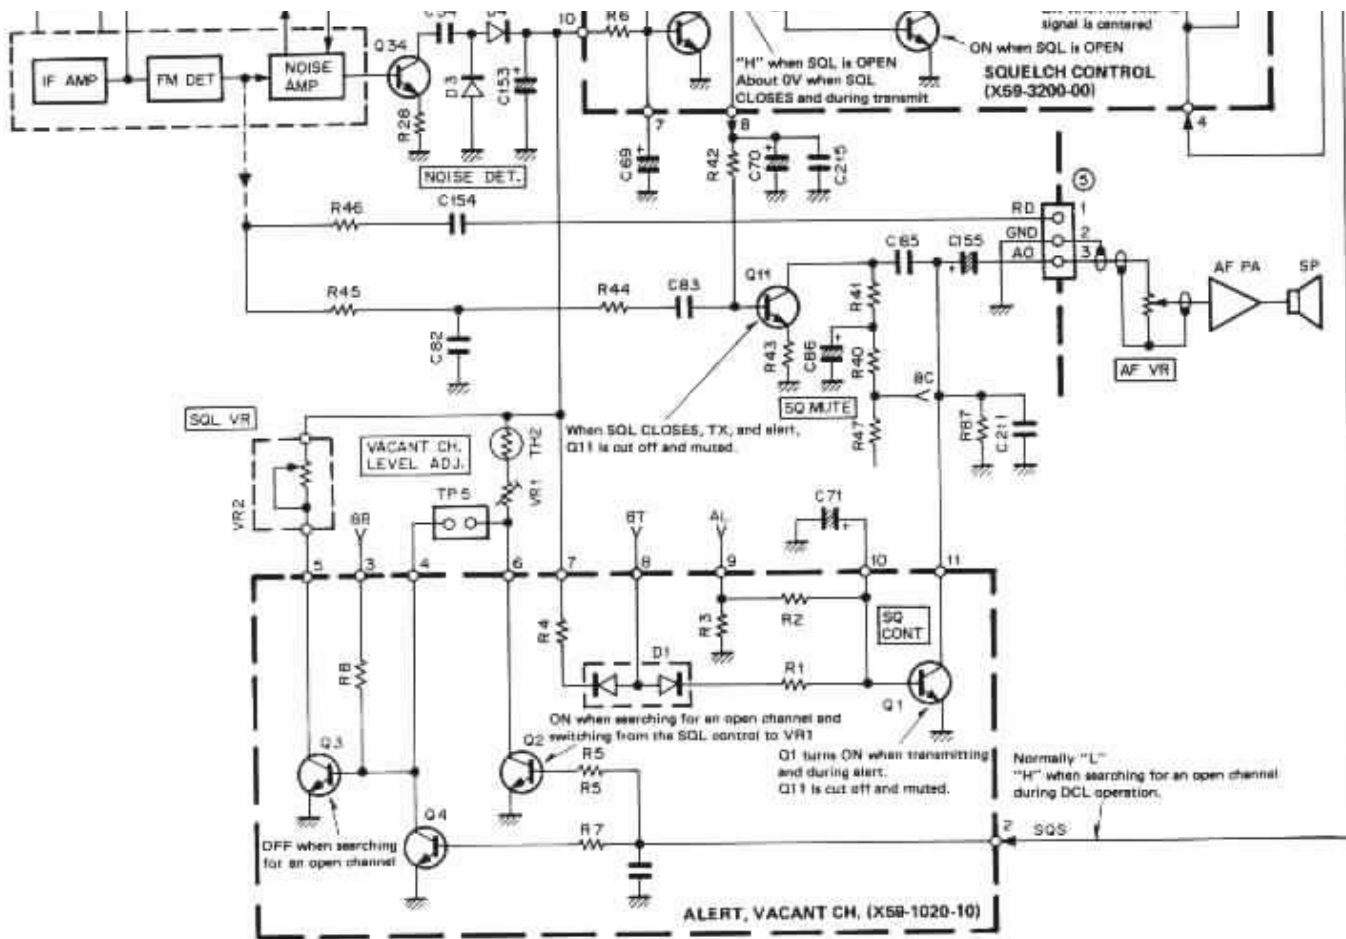 C34
D4
10
R6
signal is centered
Q34
IF AMP
FM DET
NOISE
AMP
D3
C153
R28
"H" when SQL is OPEN
About 0V when SQL
CLOSES and during transmit
ON when SQL is OPEN
SQUELCH CONTROL
(X59-3200-00)
7
8
4
NOISE DET.
C69
R42
C70
C215
5
R46
C154
RD
1
GND
2
AO
3
C85
C155
AF PA
SP
Q11
R45
R44
C83
R41
C82
R43
C86
R40
AF VR
8C
SQ MUTE
SQL VR
VACANT CH.
LEVEL ADJ.
TH2
When SQL CLOSES, TX, and alert,
Q11 is cut off and muted.
R47
R87
C211
VR2
8R
TP5
VR1
8T
AL
C71
5
3
4
6
7
8
9
10
11
R8
R4
R3
R2
SQ
CONT
D1
R1
Q1
ON when searching for an open channel and
switching from the SQL control to VR1
Q3
Q2
R5
R5
Q1 turns ON when transmitting
and during alert.
Q11 is cut off and muted.
Normally "L"
"H" when searching for an open channel
during DCL operation.
Q4
R7
2
SQS
OFF when searching
for an open channel
ALERT, VACANT CH. (X59-1020-10)